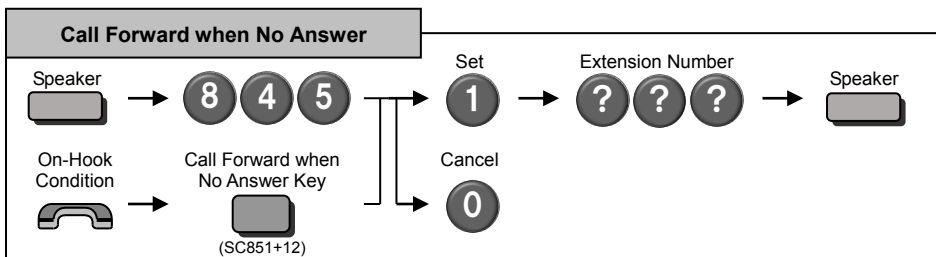 Call Forward when No Answer
Speaker
8 4 5
Set
1
Extension Number
? ? ?
Speaker
On-Hook
Condition
Call Forward when
No Answer Key
(SC851+12)
Cancel
0